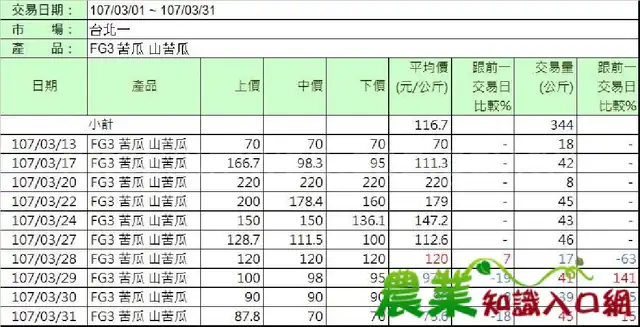 交易日期： 107/03/01 ~ 107/03/31
市　場： 台北一
產　品： FG3 苦瓜 山苦瓜
日期 產品 上價 中價 下價 平均價(元/公斤) 跟前一交易日比較% 交易量(公斤) 跟前一交易日比較%
小計 116.7 344
107/03/13 FG3 苦瓜 山苦瓜 70 70 70 70 - 18 -
107/03/17 FG3 苦瓜 山苦瓜 166.7 98.3 95 111.3 - 42 -
107/03/20 FG3 苦瓜 山苦瓜 220 220 220 220 - 8 -
107/03/22 FG3 苦瓜 山苦瓜 200 178.4 160 179 - 45 -
107/03/24 FG3 苦瓜 山苦瓜 150 150 136.1 147.2 - 43 -
107/03/27 FG3 苦瓜 山苦瓜 128.7 111.5 100 112.6 - 46 -
107/03/28 FG3 苦瓜 山苦瓜 120 120 120 120 7 17 -63
107/03/29 FG3 苦瓜 山苦瓜 100 98 95 -19 41 141
107/03/30 FG3 苦瓜 山苦瓜 90 90 90 39
107/03/31 FG3 苦瓜 山苦瓜 87.8 70 70 -18 45 15
農業知識入口網